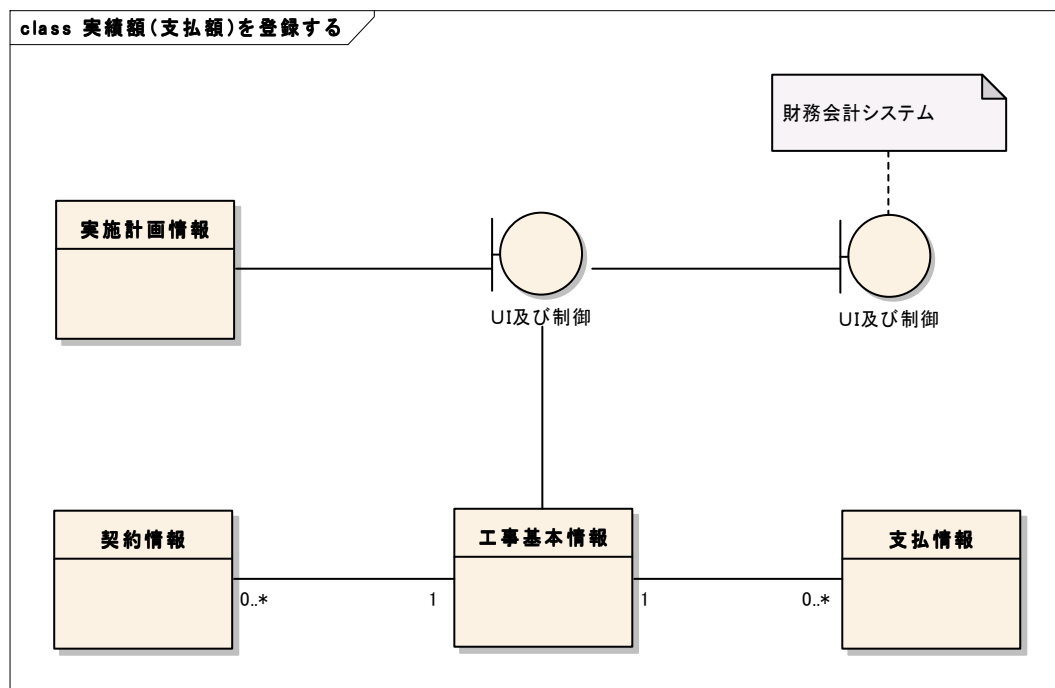 class 実績額(支払額)を登録する
財務会計システム
実施計画情報
UI及び制御
UI及び制御
契約情報
工事基本情報
支払情報
0..*
1
1
0..*